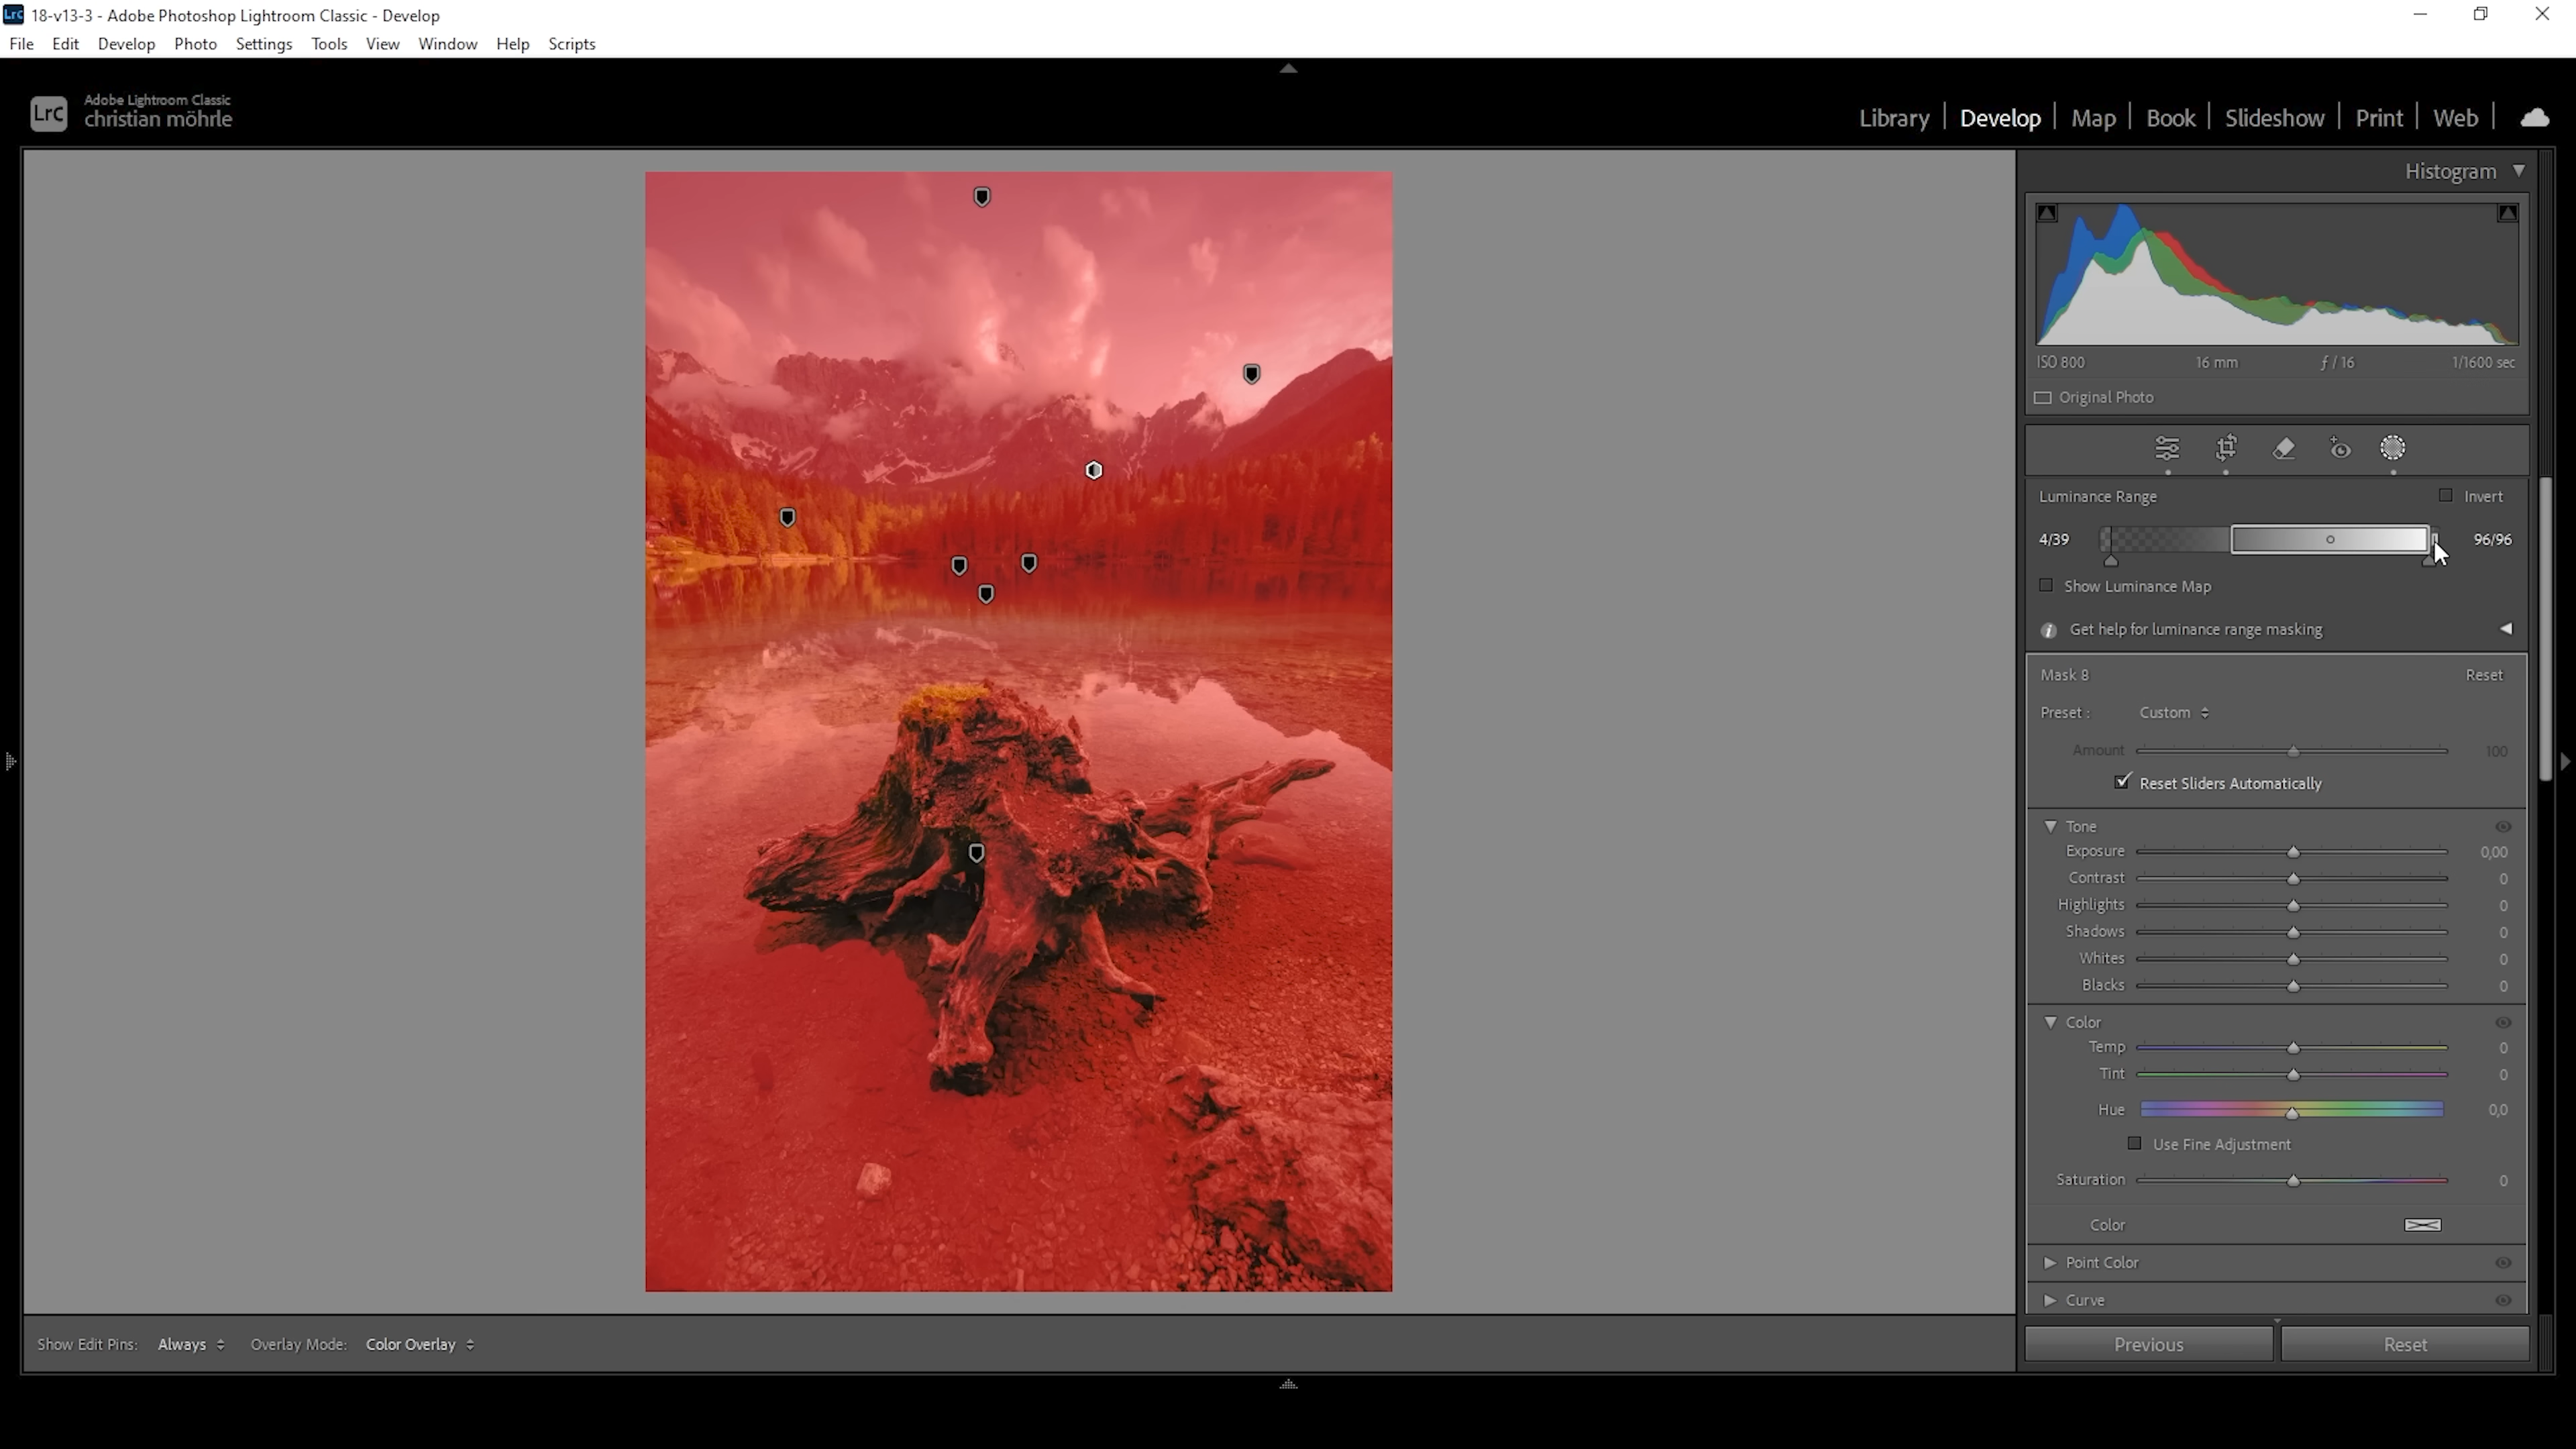 Lrc 18-v13-3 - Adobe Photoshop Lightroom Classic - Develop
File Edit Develop Photo Settings Tools View Window Help Scripts
Lrc Adobe Lightroom Classic
christian möhrle
Library | Develop | Map | Book | Slideshow | Print | Web |
Histogram
ISO 800 16 mm ƒ / 16 1/1600 sec
Original Photo
Luminance Range Invert
4/39 96/96
Show Luminance Map
Get help for luminance range masking
Mask 8 Reset
Preset : Custom
Amount 100
Reset Sliders Automatically
Tone
Exposure 0,00
Contrast 0
Highlights 0
Shadows 0
Whites 0
Blacks 0
Color
Temp 0
Tint 0
Hue 0,0
Use Fine Adjustment
Saturation 0
Color
Point Color
Curve
Show Edit Pins: Always Overlay Mode: Color Overlay
Previous Reset